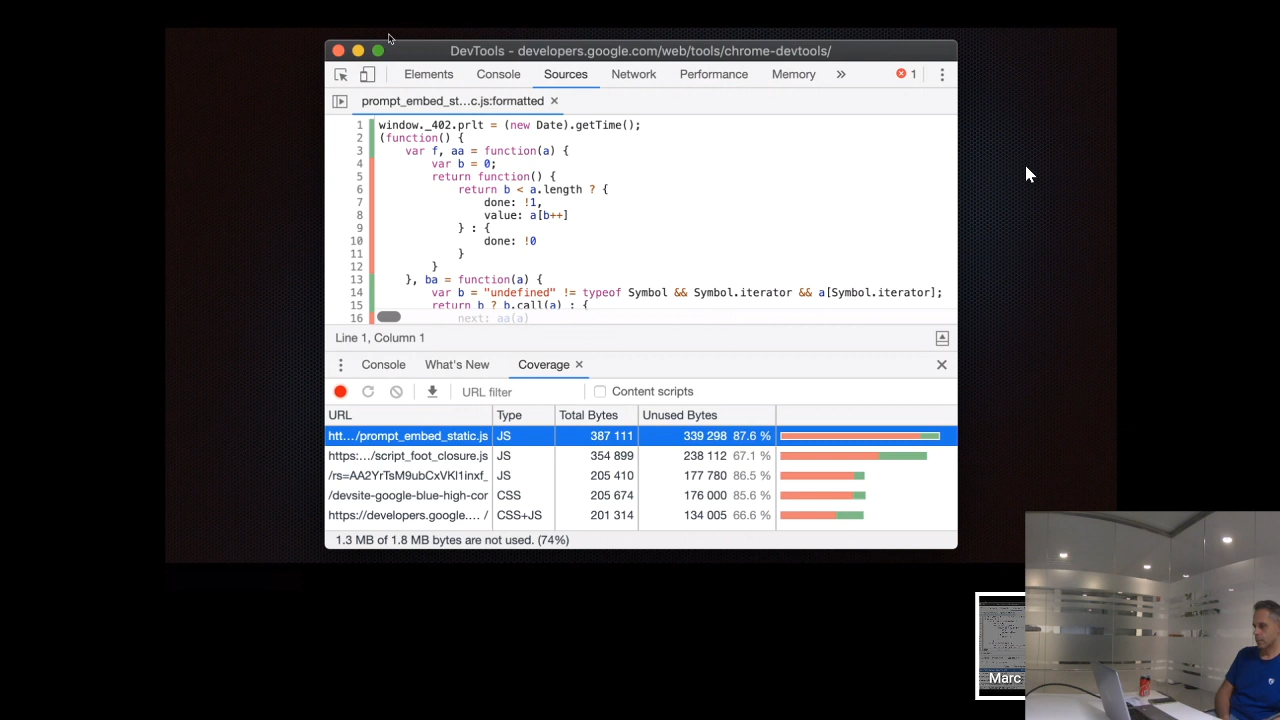 DevTools - developers.google.com/web/tools/chrome-devtools/
Elements Console Sources Network Performance Memory » 1
prompt_embed_st…c.js:formatted ×
1 window._402.prlt = (new Date).getTime();
2 (function() {
3 var f, aa = function(a) {
4 var b = 0;
5 return function() {
6 return b < a.length ? {
7 done: !1,
8 value: a[b++]
9 } : {
10 done: !0
11 }
12 }
13 }, ba = function(a) {
14 var b = "undefined" != typeof Symbol && Symbol.iterator && a[Symbol.iterator];
15 return b ? b.call(a) : {
16 next: aa(a)
Line 1, Column 1
Console What's New Coverage ×
URL filter Content scripts
URL Type Total Bytes Unused Bytes
htt…/prompt_embed_static.js JS 387 111 339 298 87.6 %
https:…/script_foot_closure.js JS 354 899 238 112 67.1 %
/rs=AA2YrTsM9ubCxVKl1inxf_ JS 205 410 177 780 86.5 %
/devsite-google-blue-high-cor CSS 205 674 176 000 85.6 %
https://developers.google.… / CSS+JS 201 314 134 005 66.6 %
1.3 MB of 1.8 MB bytes are not used. (74%)
Marc